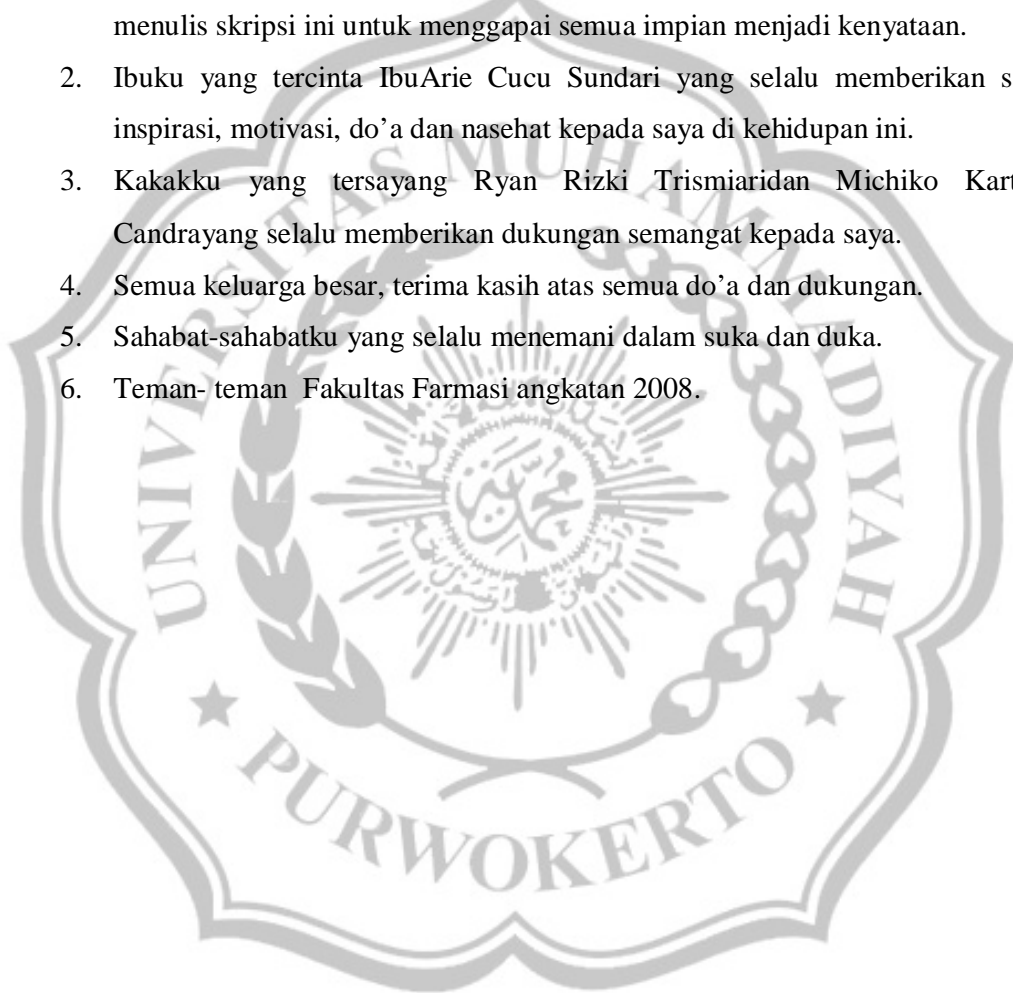 menulis skripsi ini untuk menggapai semua impian menjadi kenyataan.
2. Ibuku yang tercinta IbuArie Cucu Sundari yang selalu memberikan s
inspirasi, motivasi, do’a dan nasehat kepada saya di kehidupan ini.
3. Kakakku yang tersayang Ryan Rizki Trismiaridan Michiko Kart
Candrayang selalu memberikan dukungan semangat kepada saya.
4. Semua keluarga besar, terima kasih atas semua do’a dan dukungan.
5. Sahabat-sahabatku yang selalu menemani dalam suka dan duka.
6. Teman- teman Fakultas Farmasi angkatan 2008.
UNIVERSITAS MUHAMMADIYAH
PURWOKERTO